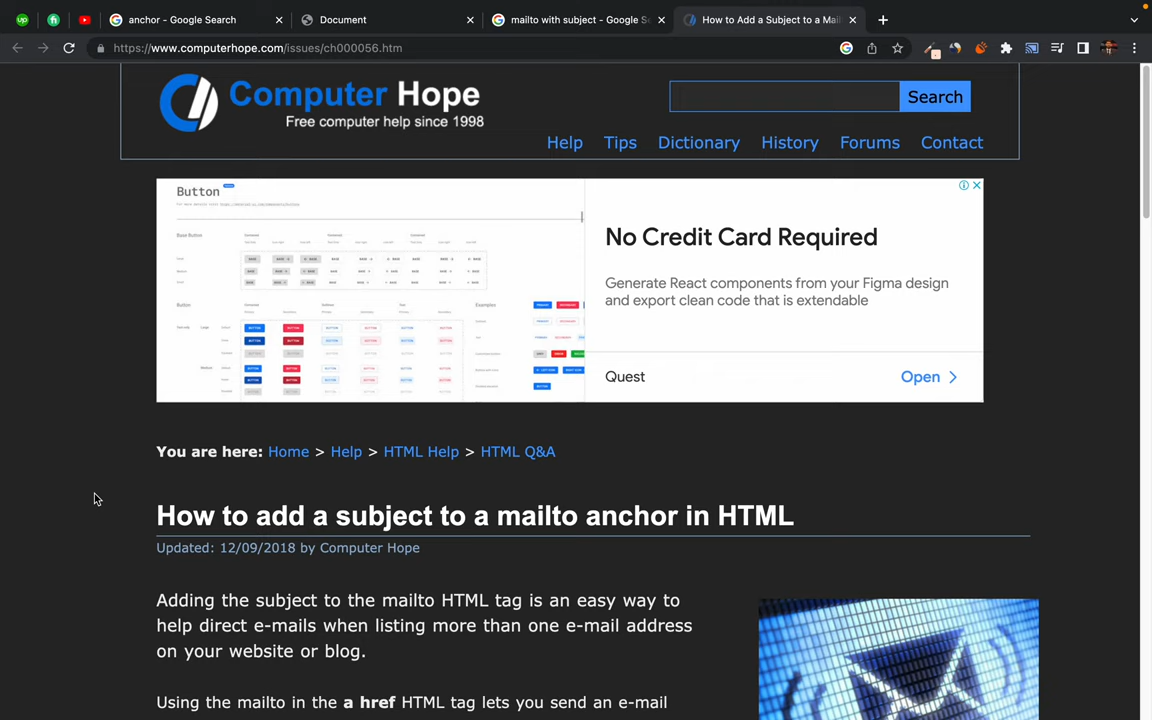 anchor - Google Search
Document
mailto with subject - Google Se
How to Add a Subject to a Mail
https://www.computerhope.com/issues/ch000056.htm
Computer Hope
Free computer help since 1998
Search
Help Tips Dictionary History Forums Contact
Button
No Credit Card Required
Generate React components from your Figma design
and export clean code that is extendable
Quest
Open
You are here: Home > Help > HTML Help > HTML Q&A
How to add a subject to a mailto anchor in HTML
Updated: 12/09/2018 by Computer Hope
Adding the subject to the mailto HTML tag is an easy way to
help direct e-mails when listing more than one e-mail address
on your website or blog.
Using the mailto in the a href HTML tag lets you send an e-mail